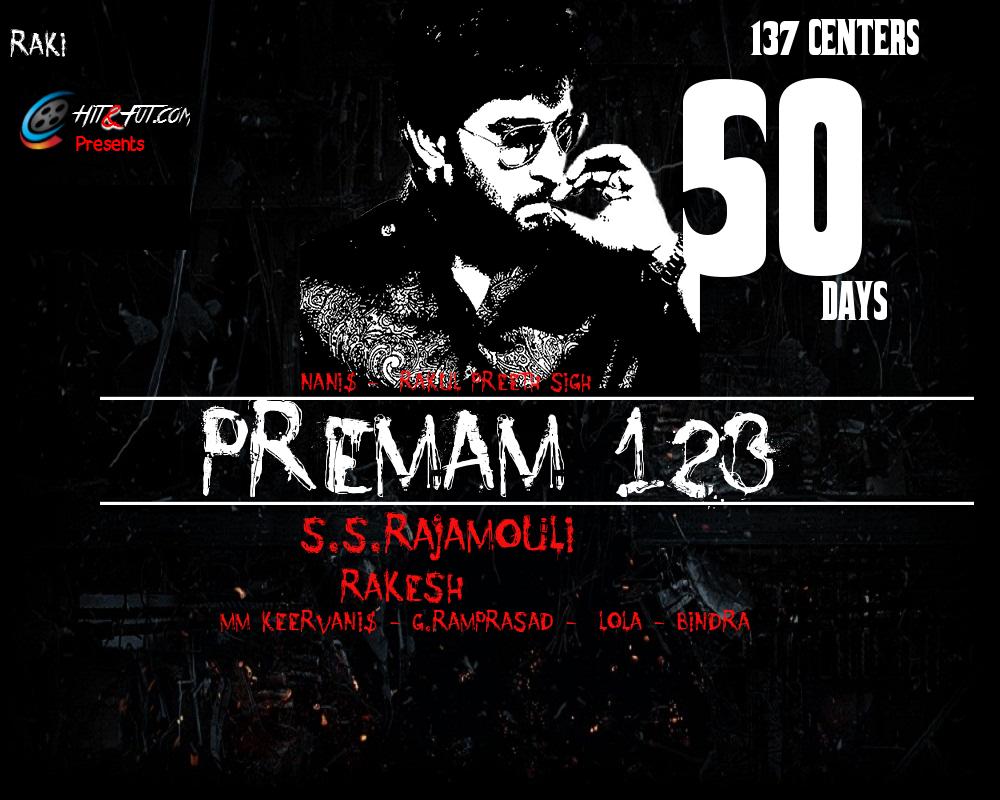 RAKI
137 CENTERS
HIT&FUT.COM
Presents
50
DAYS
NANI$ - RAKUL PREETH SIGH
PREMAM 123
S.S.RAJAMOULI
RAKESH
MM KEERVANI$ - G.RAMPRASAD - LOLA - BINDRA